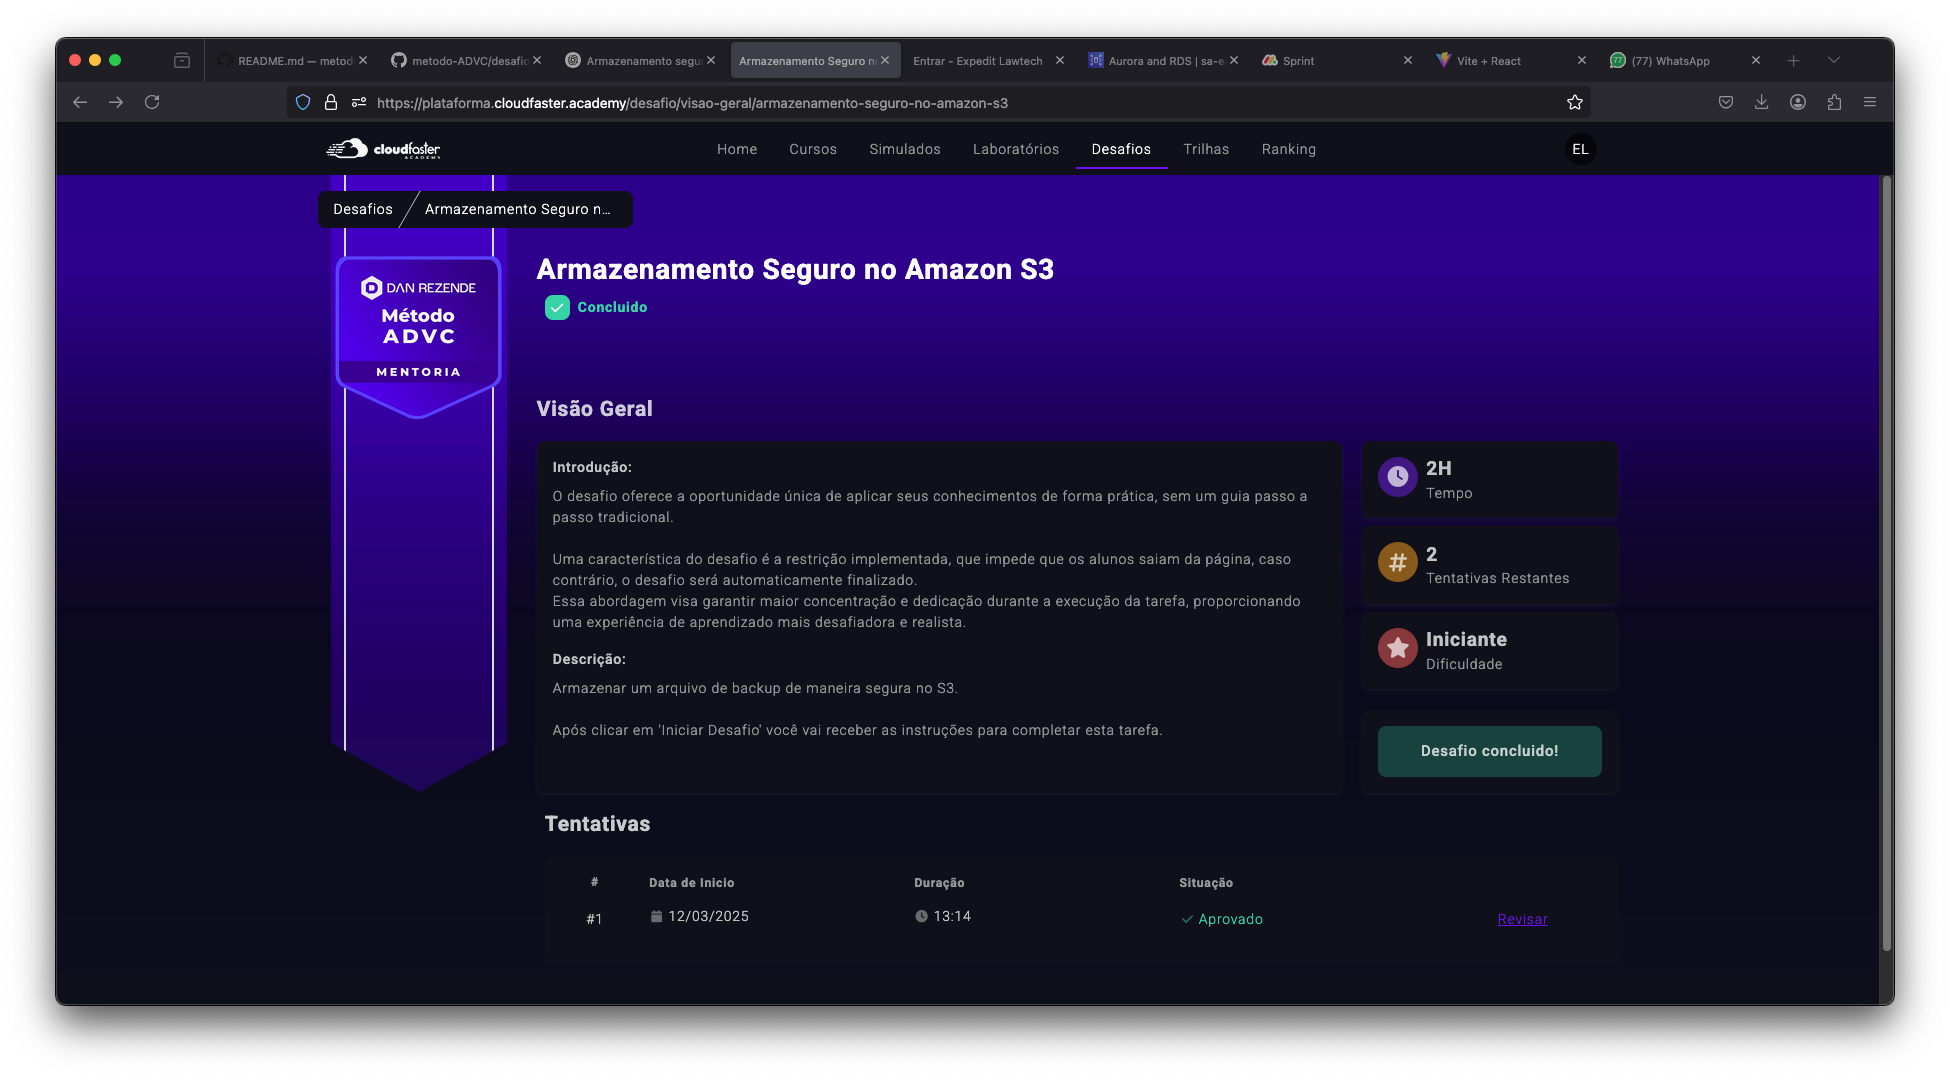 README.md — metod
metodo-ADVC/desafio
Armazenamento segu
Armazenamento Seguro n
Entrar - Expedit Lawtech
Aurora and RDS | sa-e
Sprint
Vite + React
77
(77) WhatsApp
https://plataforma.cloudfaster.academy/desafio/visao-geral/armazenamento-seguro-no-amazon-s3
cloudfaster
ACADEMY
Home
Cursos
Simulados
Laboratórios
Desafios
Trilhas
Ranking
EL
Desafios
Armazenamento Seguro n...
DAN REZENDE
Método
ADVC
MENTORIA
Armazenamento Seguro no Amazon S3
Concluido
Visão Geral
Introdução:
O desafio oferece a oportunidade única de aplicar seus conhecimentos de forma prática, sem um guia passo a
passo tradicional.
Uma característica do desafio é a restrição implementada, que impede que os alunos saiam da página, caso
contrário, o desafio será automaticamente finalizado.
Essa abordagem visa garantir maior concentração e dedicação durante a execução da tarefa, proporcionando
uma experiência de aprendizado mais desafiadora e realista.
Descrição:
Armazenar um arquivo de backup de maneira segura no S3.
Após clicar em 'Iniciar Desafio' você vai receber as instruções para completar esta tarefa.
2H
Tempo
#
2
Tentativas Restantes
Iniciante
Dificuldade
Desafio concluido!
Tentativas
# Data de Inicio Duração Situação
#1 12/03/2025 13:14 Aprovado Revisar